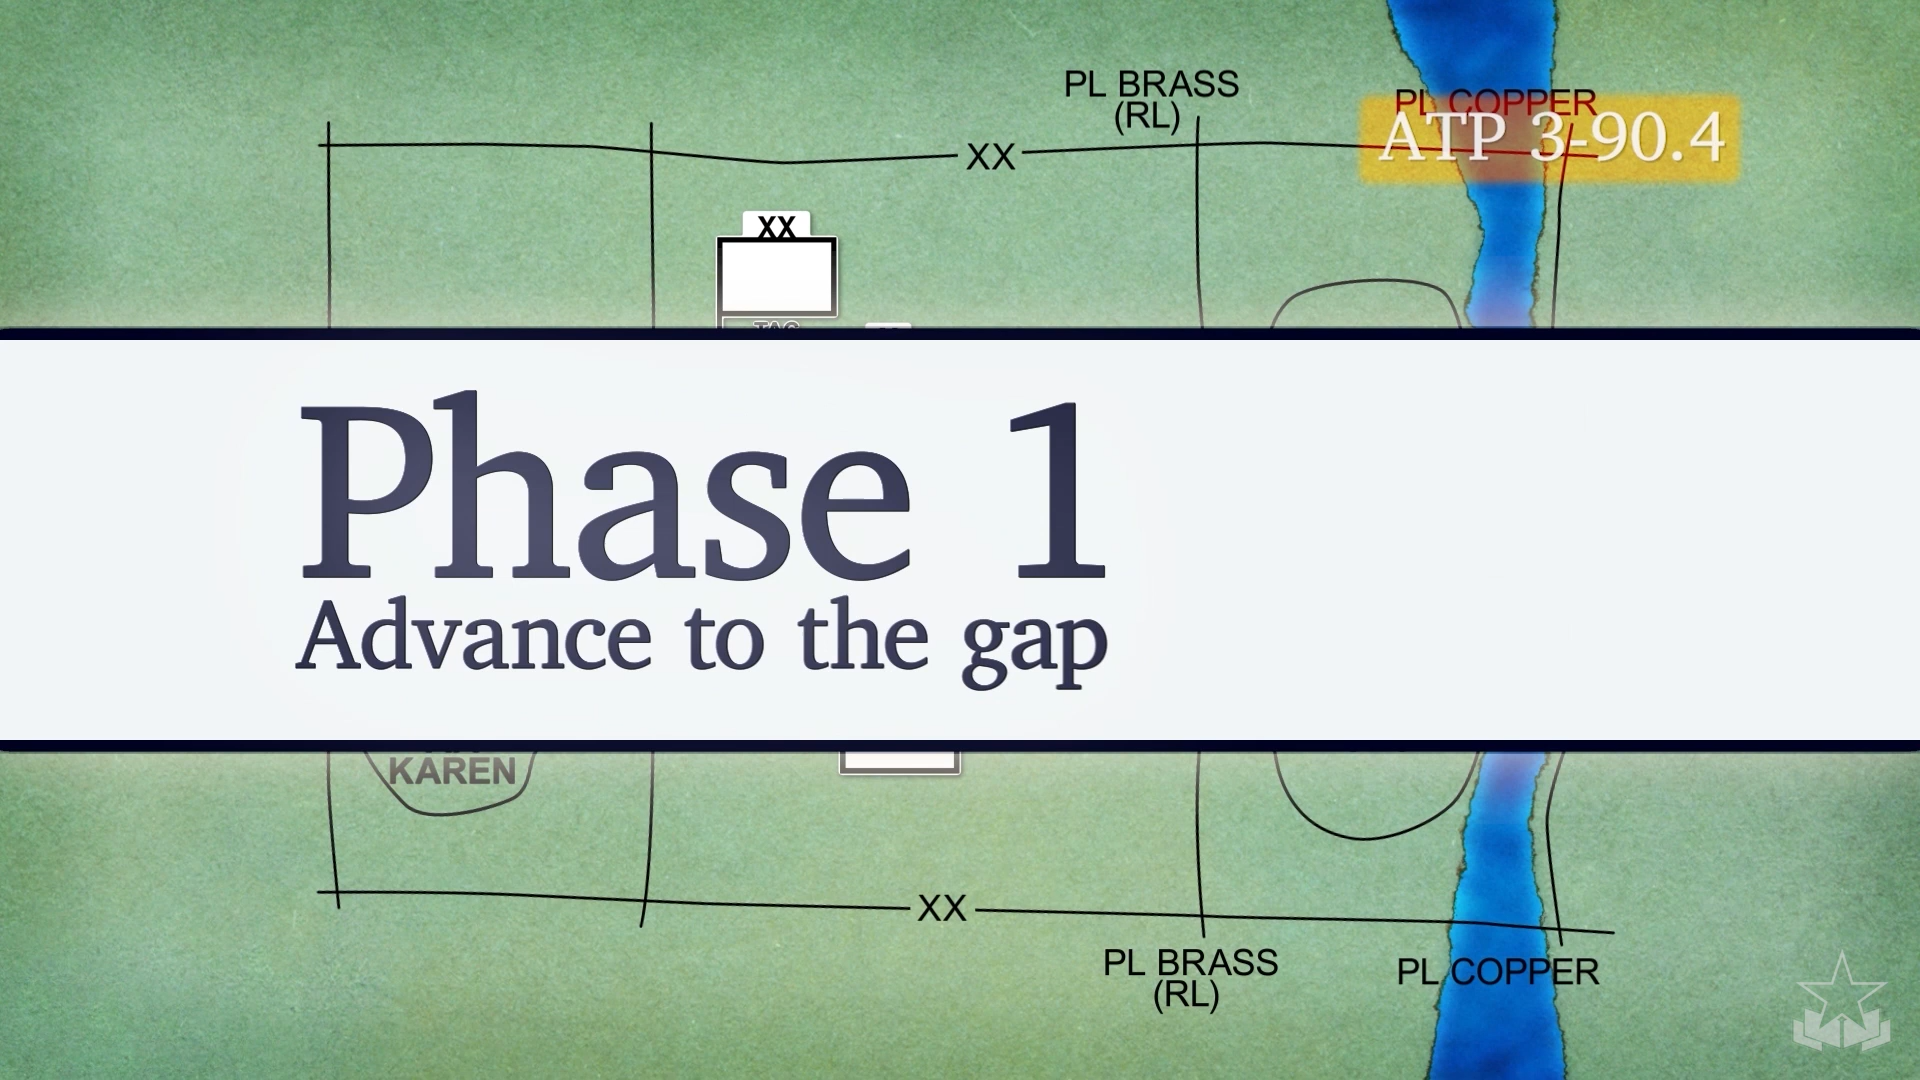 PL BRASS
(RL)
PL COPPER
ATP 3-90.4
XX
XX
TAC
Phase 1
Advance to the gap
KAREN
XX
PL BRASS
(RL)
PL COPPER